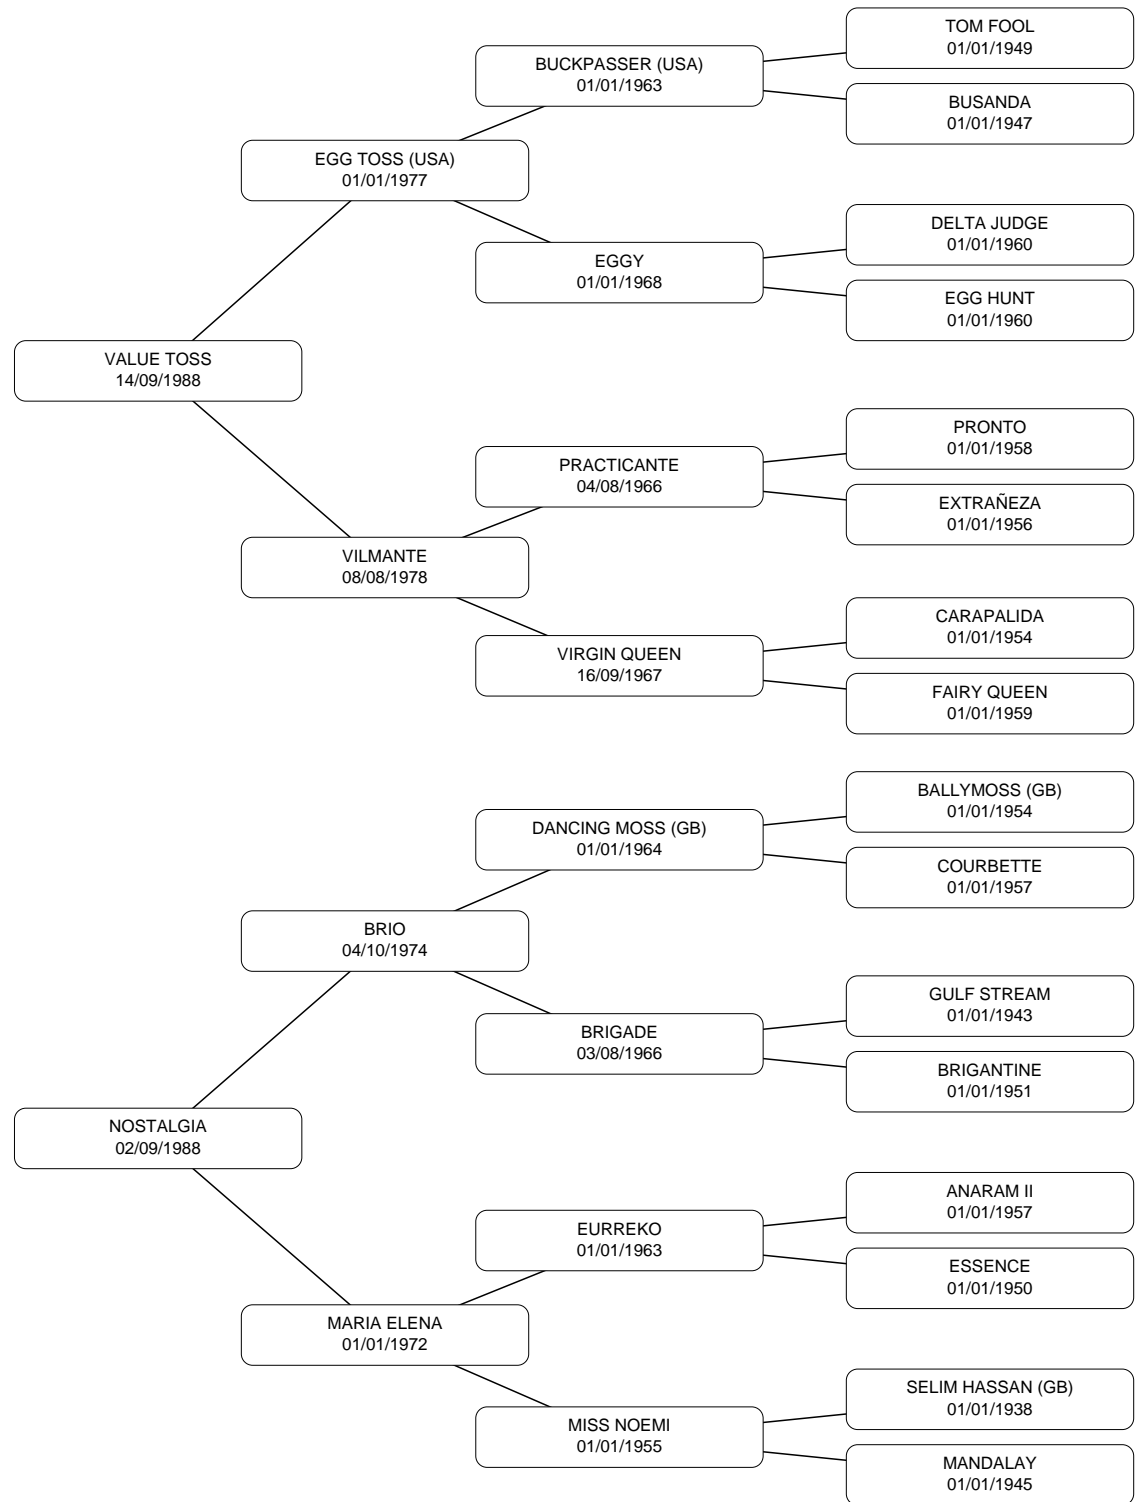 TOM FOOL
01/01/1949
BUCKPASSER (USA)
01/01/1963
BUSANDA
01/01/1947
EGG TOSS (USA)
01/01/1977
DELTA JUDGE
01/01/1960
EGGY
01/01/1968
EGG HUNT
01/01/1960
VALUE TOSS
14/09/1988
PRONTO
01/01/1958
PRACTICANTE
04/08/1966
EXTRAÑEZA
01/01/1956
VILMANTE
08/08/1978
CARAPALIDA
01/01/1954
VIRGIN QUEEN
16/09/1967
FAIRY QUEEN
01/01/1959
BALLYMOSS (GB)
01/01/1954
DANCING MOSS (GB)
01/01/1964
COURBETTE
01/01/1957
BRIO
04/10/1974
GULF STREAM
01/01/1943
BRIGADE
03/08/1966
BRIGANTINE
01/01/1951
NOSTALGIA
02/09/1988
ANARAM II
01/01/1957
EURREKO
01/01/1963
ESSENCE
01/01/1950
MARIA ELENA
01/01/1972
SELIM HASSAN (GB)
01/01/1938
MISS NOEMI
01/01/1955
MANDALAY
01/01/1945